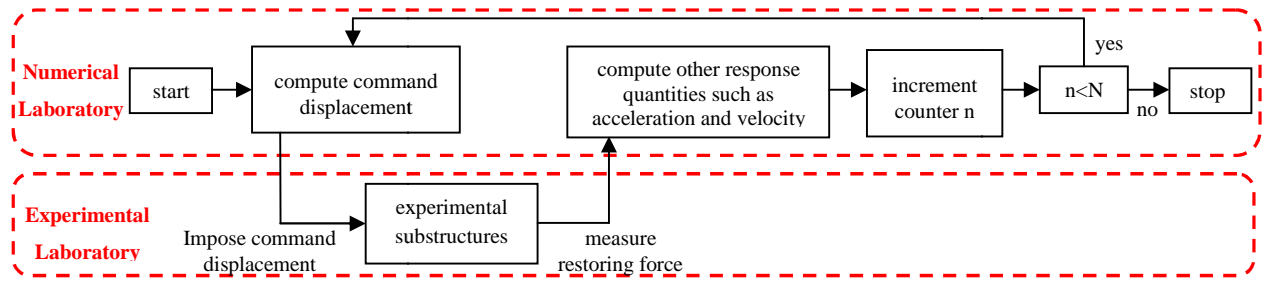 Numerical
Laboratory
start
compute command
displacement
compute other response
quantities such as
acceleration and velocity
increment
counter n
yes
n<N
no
stop
Experimental
Laboratory
Impose command
displacement
experimental
substructures
measure
restoring force